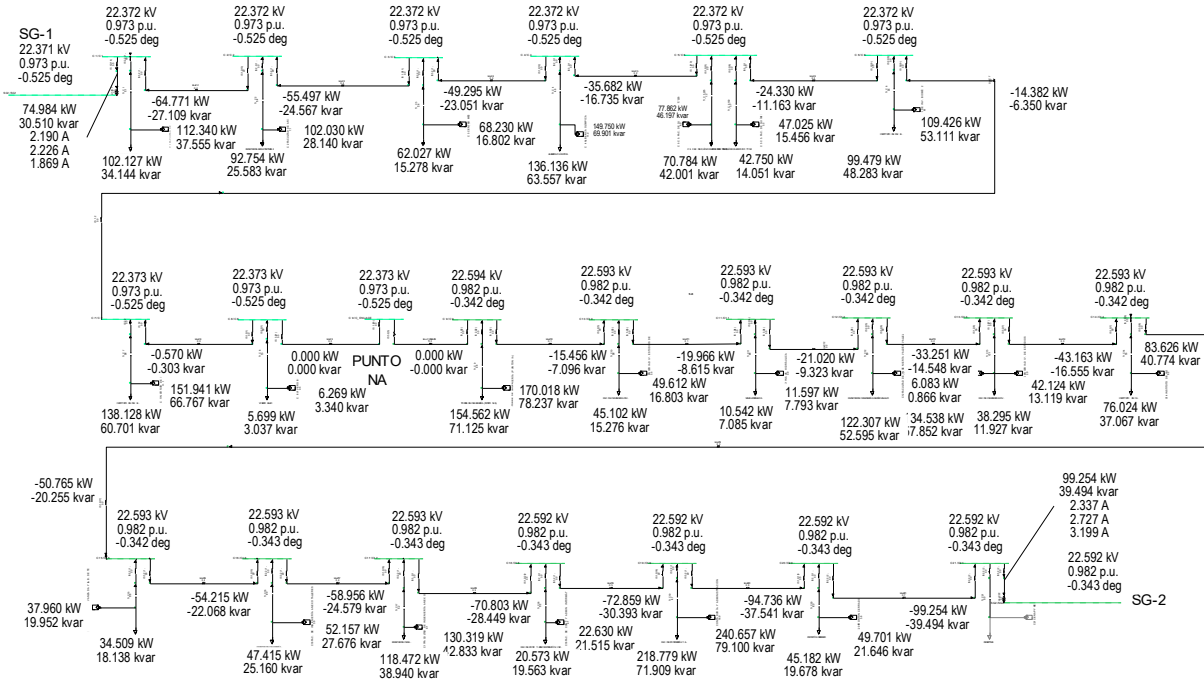 SG-1
22.371 kV
0.973 p.u.
-0.525 deg
74.984 kW
30.510 kvar
2.190 A
2.226 A
1.869 A
22.372 kV
0.973 p.u.
-0.525 deg
22.372 kV
0.973 p.u.
-0.525 deg
22.372 kV
0.973 p.u.
-0.525 deg
22.372 kV
0.973 p.u.
-0.525 deg
22.372 kV
0.973 p.u.
-0.525 deg
22.372 kV
0.973 p.u.
-0.525 deg
-64.771 kW
-27.109 kvar
112.340 kW
37.555 kvar
102.127 kW
34.144 kvar
-55.497 kW
-24.567 kvar
102.030 kW
28.140 kvar
92.754 kW
25.583 kvar
-49.295 kW
-23.051 kvar
68.230 kW
16.802 kvar
62.027 kW
15.278 kvar
-35.682 kW
-16.735 kvar
149.750 kW
69.901 kvar
136.136 kW
63.557 kvar
77.862 kW
46.197 kvar
-24.330 kW
-11.163 kvar
47.025 kW
15.456 kvar
70.784 kW
42.001 kvar
42.750 kW
14.051 kvar
109.426 kW
53.111 kvar
99.479 kW
48.283 kvar
-14.382 kW
-6.350 kvar
22.373 kV
0.973 p.u.
-0.525 deg
22.373 kV
0.973 p.u.
-0.525 deg
22.373 kV
0.973 p.u.
-0.525 deg
22.594 kV
0.982 p.u.
-0.342 deg
22.593 kV
0.982 p.u.
-0.342 deg
22.593 kV
0.982 p.u.
-0.342 deg
22.593 kV
0.982 p.u.
-0.342 deg
22.593 kV
0.982 p.u.
-0.342 deg
22.593 kV
0.982 p.u.
-0.342 deg
-0.570 kW
-0.303 kvar
151.941 kW
66.767 kvar
138.128 kW
60.701 kvar
0.000 kW
0.000 kvar
6.269 kW
3.340 kvar
5.699 kW
3.037 kvar
PUNTO
NA
0.000 kW
-0.000 kvar
170.018 kW
78.237 kvar
154.562 kW
71.125 kvar
-15.456 kW
-7.096 kvar
49.612 kW
16.803 kvar
45.102 kW
15.276 kvar
-19.966 kW
-8.615 kvar
11.597 kW
7.793 kvar
10.542 kW
7.085 kvar
-21.020 kW
-9.323 kvar
122.307 kW
52.595 kvar
-33.251 kW
-14.548 kvar
6.083 kW
0.866 kvar
34.538 kW
7.852 kvar
38.295 kW
11.927 kvar
-43.163 kW
-16.555 kvar
42.124 kW
13.119 kvar
76.024 kW
37.067 kvar
83.626 kW
40.774 kvar
-50.765 kW
-20.255 kvar
22.593 kV
0.982 p.u.
-0.342 deg
22.593 kV
0.982 p.u.
-0.343 deg
22.593 kV
0.982 p.u.
-0.343 deg
22.592 kV
0.982 p.u.
-0.343 deg
22.592 kV
0.982 p.u.
-0.343 deg
22.592 kV
0.982 p.u.
-0.343 deg
22.592 kV
0.982 p.u.
-0.343 deg
37.960 kW
19.952 kvar
34.509 kW
18.138 kvar
-54.215 kW
-22.068 kvar
52.157 kW
27.676 kvar
47.415 kW
25.160 kvar
-58.956 kW
-24.579 kvar
118.472 kW
38.940 kvar
-70.803 kW
-28.449 kvar
130.319 kW
42.833 kvar
20.573 kW
19.563 kvar
-72.859 kW
-30.393 kvar
22.630 kW
21.515 kvar
218.779 kW
71.909 kvar
-94.736 kW
-37.541 kvar
240.657 kW
79.100 kvar
45.182 kW
19.678 kvar
49.701 kW
21.646 kvar
-99.254 kW
-39.494 kvar
99.254 kW
39.494 kvar
2.337 A
2.727 A
3.199 A
22.592 kV
0.982 p.u.
-0.343 deg
SG-2